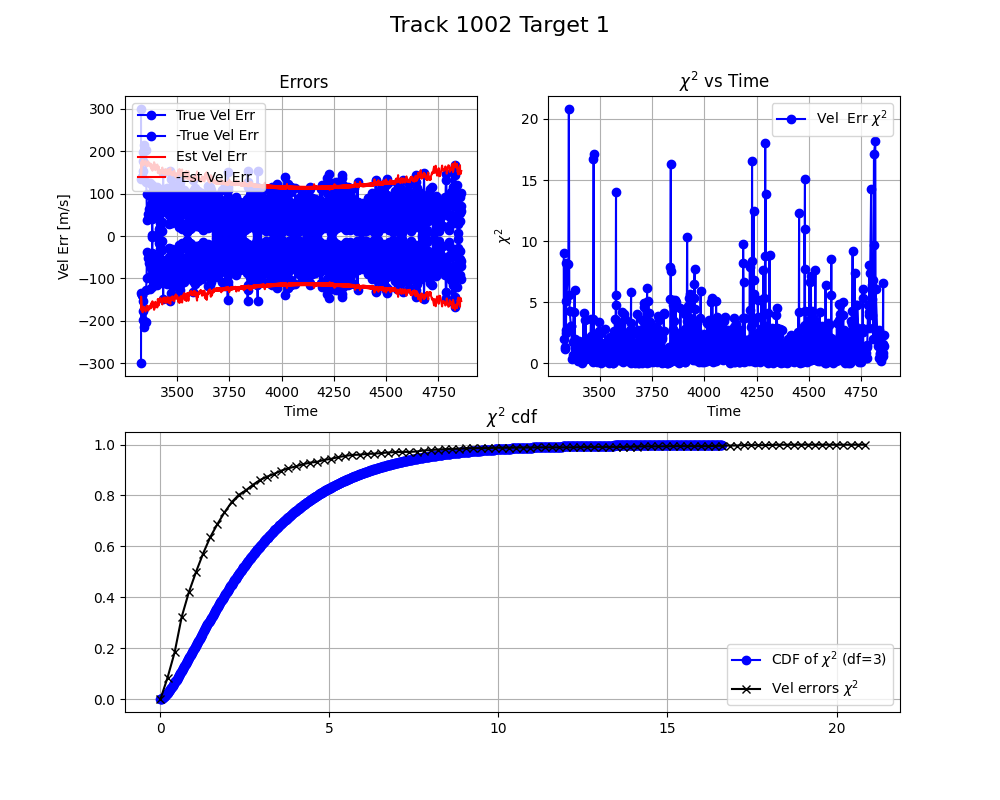 Track 1002 Target 1
Errors
300
200
100
0
−100
−200
−300
Vel Err [m/s]
True Vel Err
-True Vel Err
Est Vel Err
-Est Vel Err
3500 3750 4000 4250 4500 4750
Time
χ² vs Time
20
15
10
5
0
χ²
Vel Err χ²
3500 3750 4000 4250 4500 4750
Time
χ² cdf
1.0
0.8
0.6
0.4
0.2
0.0
CDF of χ² (df=3)
Vel errors χ²
0 5 10 15 20